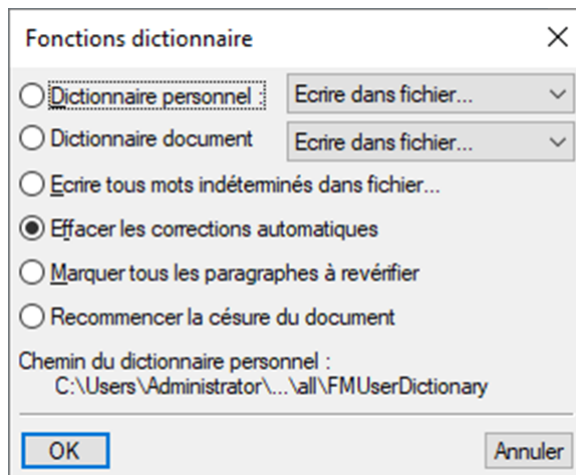 Fonctions dictionnaire
Dictionnaire personnel : Ecrire dans fichier...
Dictionnaire document Ecrire dans fichier...
Ecrire tous mots indéterminés dans fichier...
Effacer les corrections automatiques
Marquer tous les paragraphes à revérifier
Recommencer la césure du document
Chemin du dictionnaire personnel :
C:\Users\Administrator\...\all\FMUserDictionary
OK Annuler